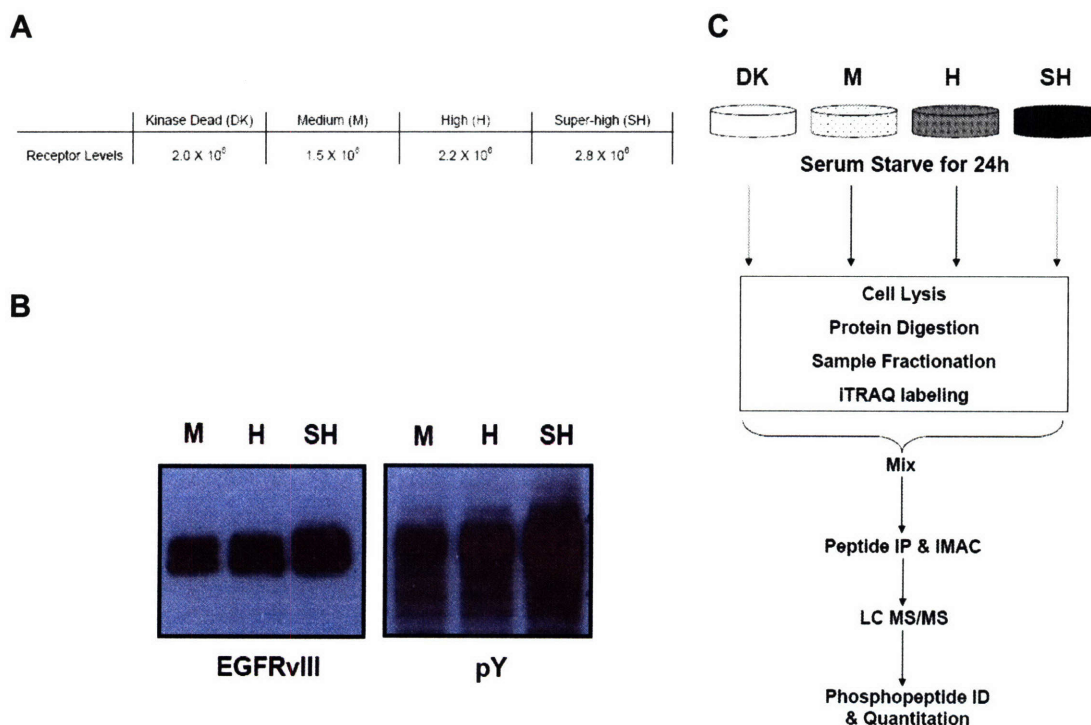 A
Kinase Dead (DK) Medium (M) High (H) Super-high (SH)
Receptor Levels 2.0 X 10⁶ 1.5 X 10⁶ 2.2 X 10⁶ 2.8 X 10⁶
B
M H SH M H SH
EGFRvIII pY
C
DK M H SH
Serum Starve for 24h
Cell Lysis
Protein Digestion
Sample Fractionation
iTRAQ labeling
Mix
Peptide IP & IMAC
LC MS/MS
Phosphopeptide ID
& Quantitation